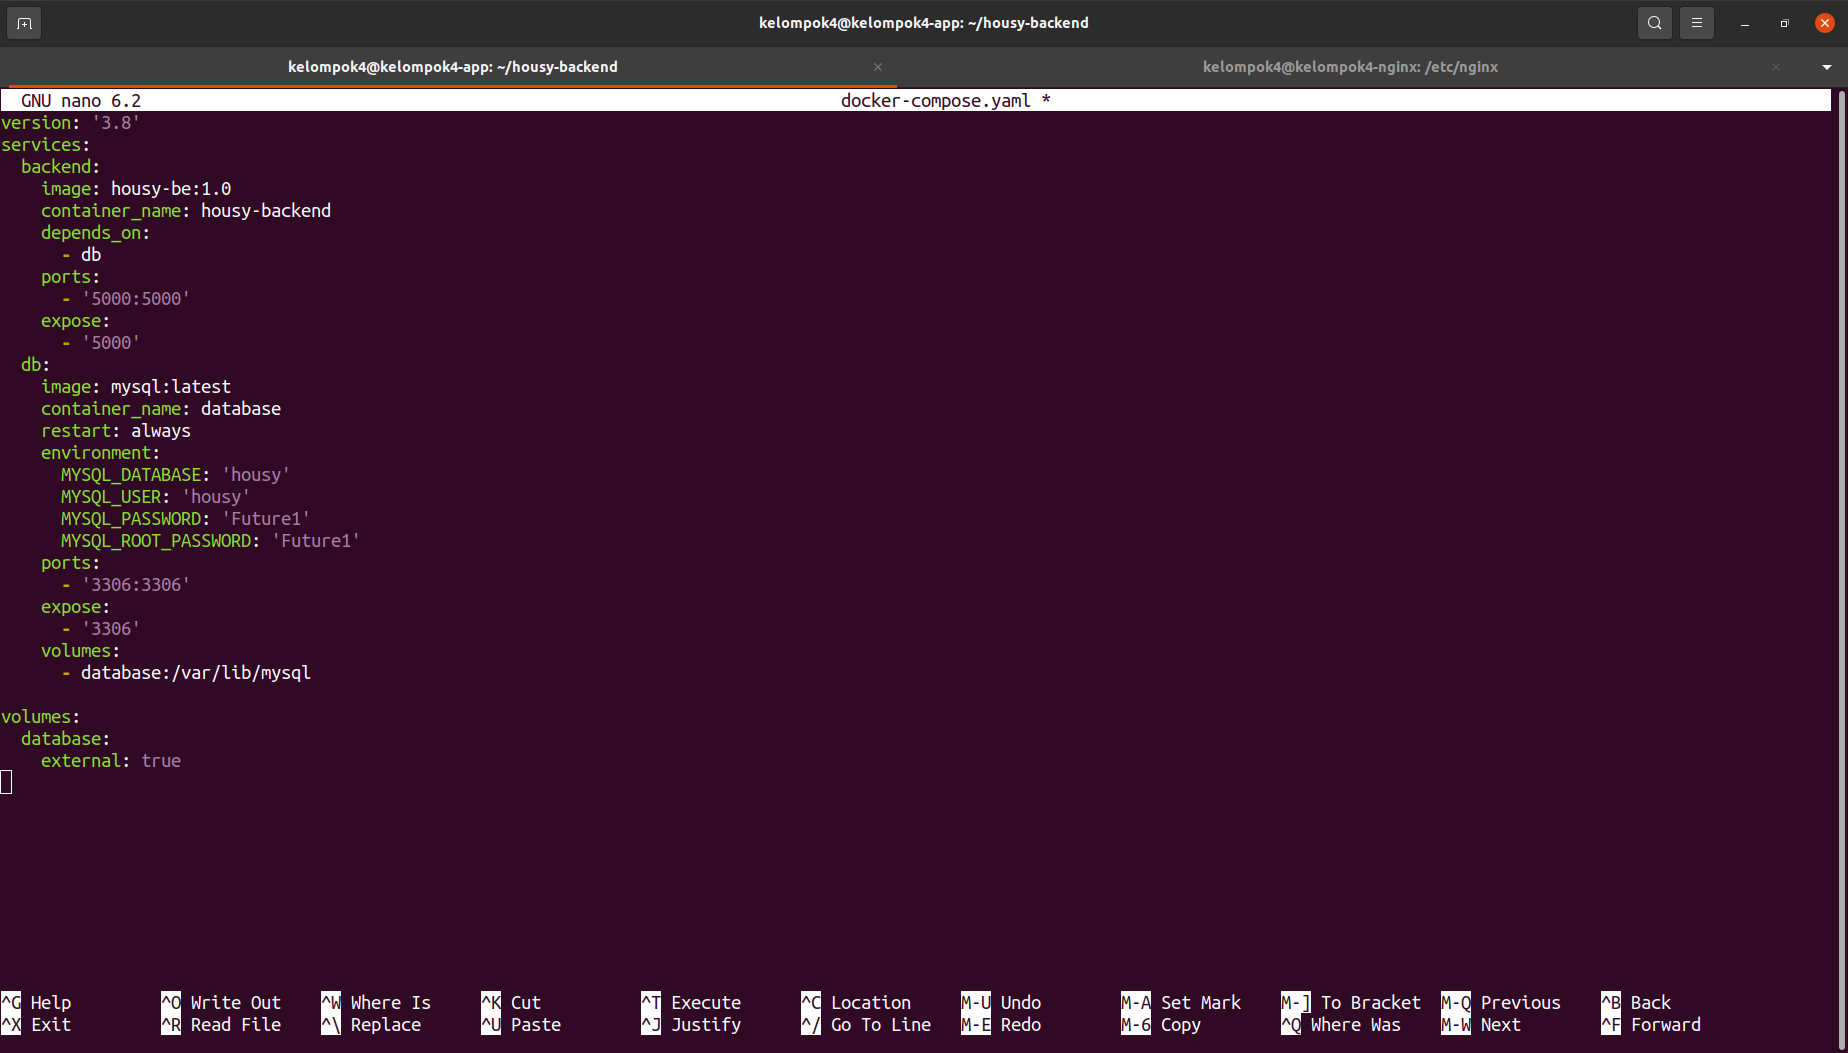 kelompok4@kelompok4-app: ~/housy-backend
kelompok4@kelompok4-app: ~/housy-backend
kelompok4@kelompok4-nginx: /etc/nginx
GNU nano 6.2 docker-compose.yaml *
version: '3.8'
services:
  backend:
    image: housy-be:1.0
    container_name: housy-backend
    depends_on:
      - db
    ports:
      - '5000:5000'
    expose:
      - '5000'
  db:
    image: mysql:latest
    container_name: database
    restart: always
    environment:
      MYSQL_DATABASE: 'housy'
      MYSQL_USER: 'housy'
      MYSQL_PASSWORD: 'Future1'
      MYSQL_ROOT_PASSWORD: 'Future1'
    ports:
      - '3306:3306'
    expose:
      - '3306'
    volumes:
      - database:/var/lib/mysql

volumes:
  database:
    external: true
^G Help ^O Write Out ^W Where Is ^K Cut ^T Execute ^C Location M-U Undo M-A Set Mark M-] To Bracket M-Q Previous ^B Back
^X Exit ^R Read File ^\ Replace ^U Paste ^J Justify ^/ Go To Line M-E Redo M-6 Copy ^Q Where Was M-W Next ^F Forward